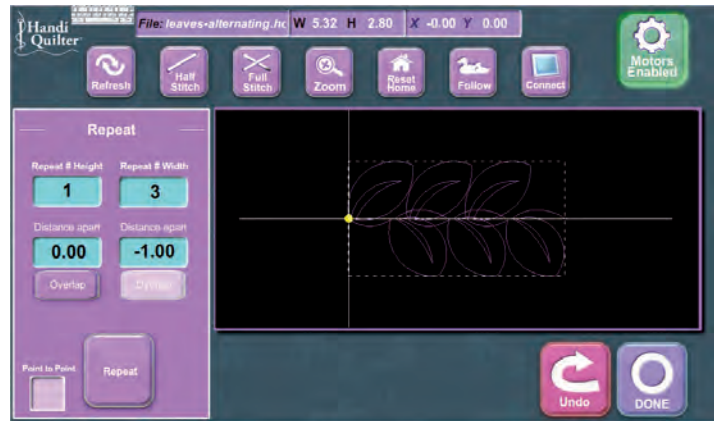 Handi
Quilter
File: leaves-alternating.hc W 5.32 H 2.80 X -0.00 Y 0.00
Refresh
Half
Stitch
Full
Stitch
Zoom
Reset
Home
Follow
Connect
Motors
Enabled
Repeat
Repeat # Height Repeat # Width
1 3
Distance apart Distance apart
0.00 -1.00
Overlap Overlap
Point to Point
Repeat
Undo
DONE